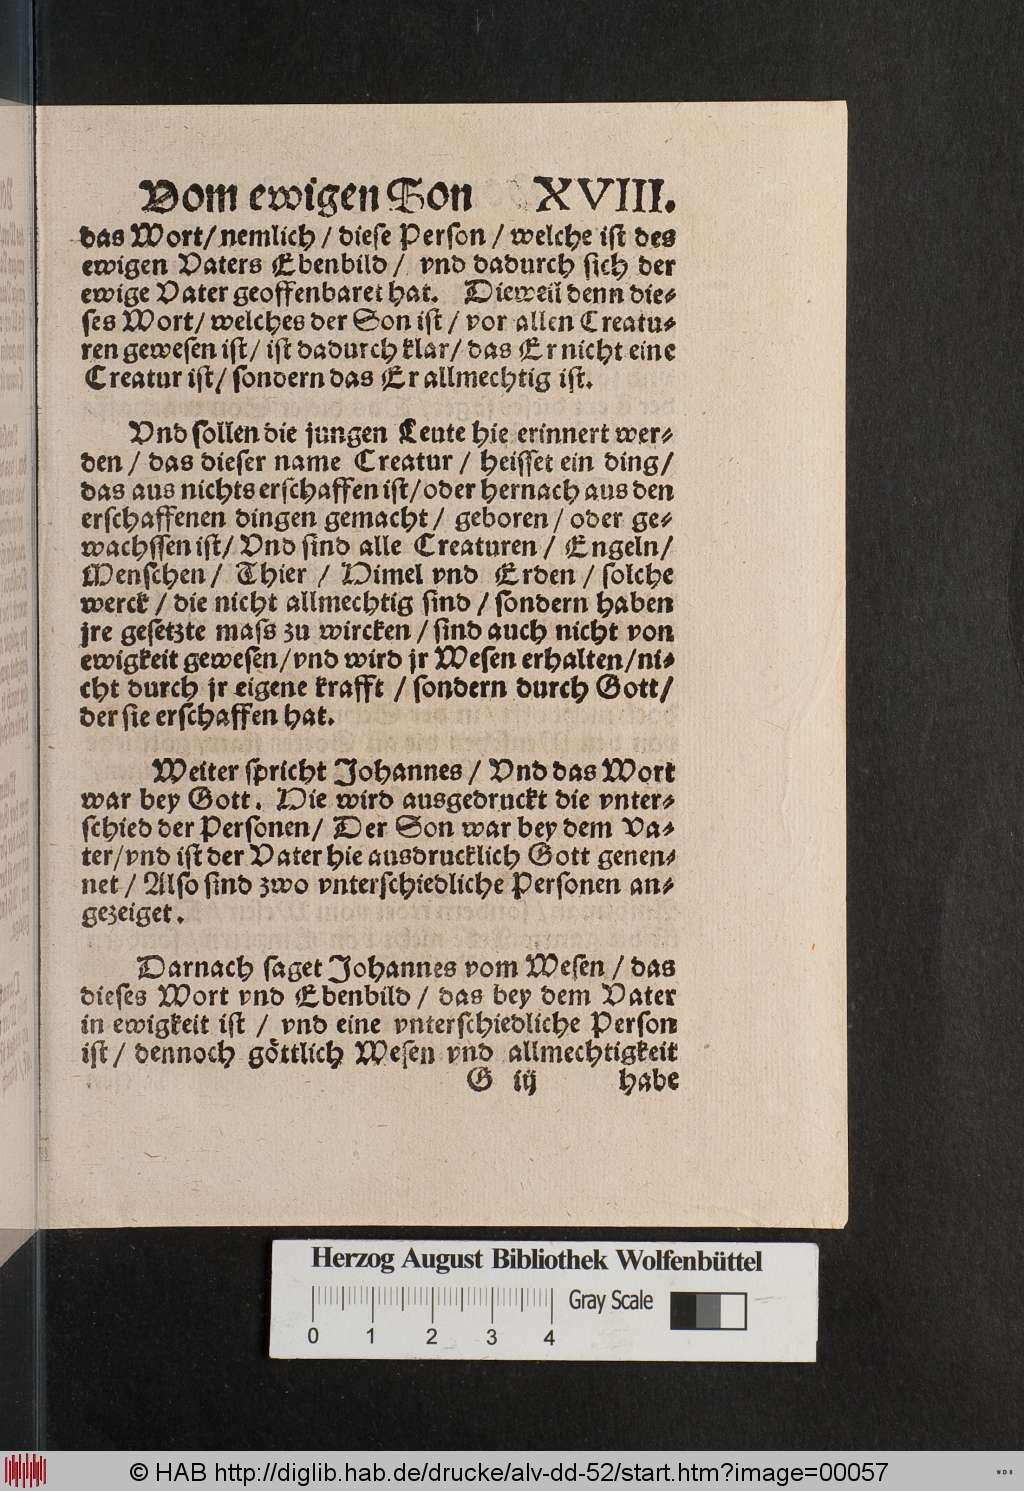 Vom ewigen Son XVIII.
das Wort/ nemlich / diese Person / welche ist des
ewigen Vaters Ebenbild / vnd dadurch sich der
ewige Vater geoffenbaret hat. Dieweil denn die⸗
ses Wort/ welches der Son ist / vor allen Creatu⸗
ren gewesen ist/ ist dadurch klar/ das Er nicht eine
Creatur ist/ sondern das Er allmechtig ist.
Vnd sollen die jungen Leute hie erinnert wer⸗
den / das dieser name Creatur / heisset ein ding/
das aus nichts erschaffen ist/ oder hernach aus den
erschaffenen dingen gemacht / geboren / oder ge⸗
wachssen ist/ Vnd sind alle Creaturen / Engeln/
Menschen / Thier / Himel vnd Erden / solche
werck / die nicht allmechtig sind / sondern haben
jre gesetzte mass zu wircken / sind auch nicht von
ewigkeit gewesen/ vnd wird jr Wesen erhalten/ ni⸗
cht durch jr eigene krafft / sondern durch Gott/
der sie erschaffen hat.
Weiter spricht Johannes / Vnd das Wort
war bey Gott. Hie wird ausgedruckt die vnter⸗
schied der Personen/ Der Son war bey dem Va⸗
ter/ vnd ist der Vater hie ausdrucklich Gott genen⸗
net / Also sind zwo vnterschiedliche Personen an⸗
gezeiget.
Darnach saget Johannes vom Wesen / das
dieses Wort vnd Ebenbild / das bey dem Vater
in ewigkeit ist / vnd eine vnterschiedliche Person
ist / dennoch göttlich Wesen vnd allmechtigkeit
G iij habe
Herzog August Bibliothek Wolfenbüttel
Gray Scale
0 1 2 3 4
© HAB http://diglib.hab.de/drucke/alv-dd-52/start.htm?image=00057